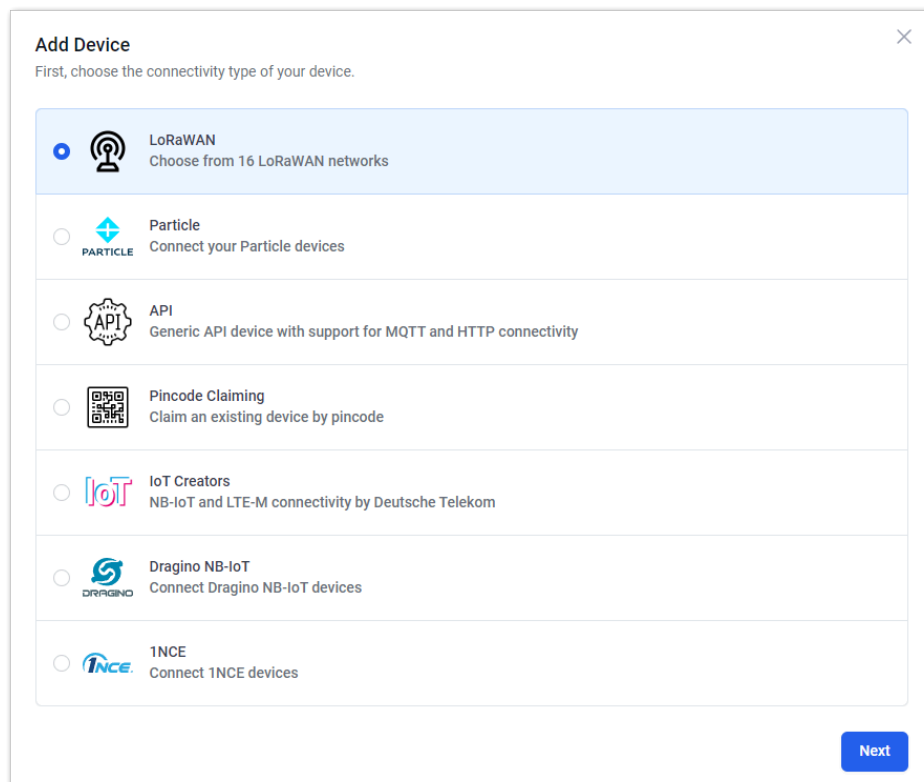 Add Device
First, choose the connectivity type of your device.
LoRaWAN
Choose from 16 LoRaWAN networks
PARTICLE
Particle
Connect your Particle devices
API
API
Generic API device with support for MQTT and HTTP connectivity
Pincode Claiming
Claim an existing device by pincode
IoT
IoT Creators
NB-IoT and LTE-M connectivity by Deutsche Telekom
DRAGINO
Dragino NB-IoT
Connect Dragino NB-IoT devices
1NCE
1NCE
Connect 1NCE devices
Next